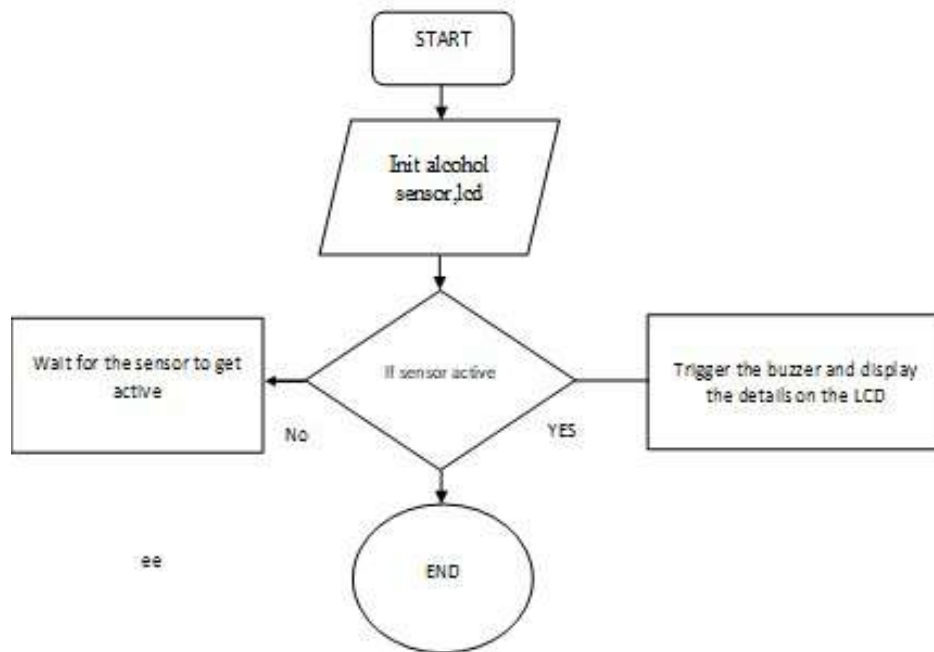 START
Init alcohol
sensor,lcd
If sensor active
Wait for the sensor to get
active
No
Trigger the buzzer and display
the details on the LCD
YES
END
ee